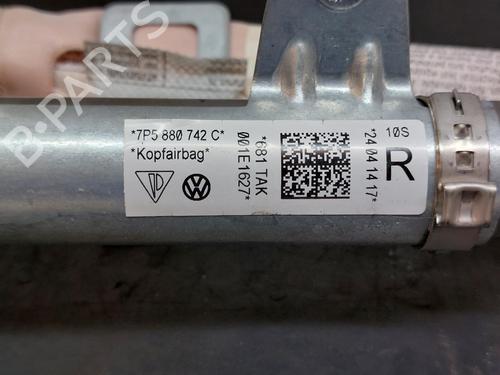 *7P5 880 742 C*
*Kopfairbag*
*681 TAK
001E1627*
10S
R
*24 04 14 17*
B-PARTS